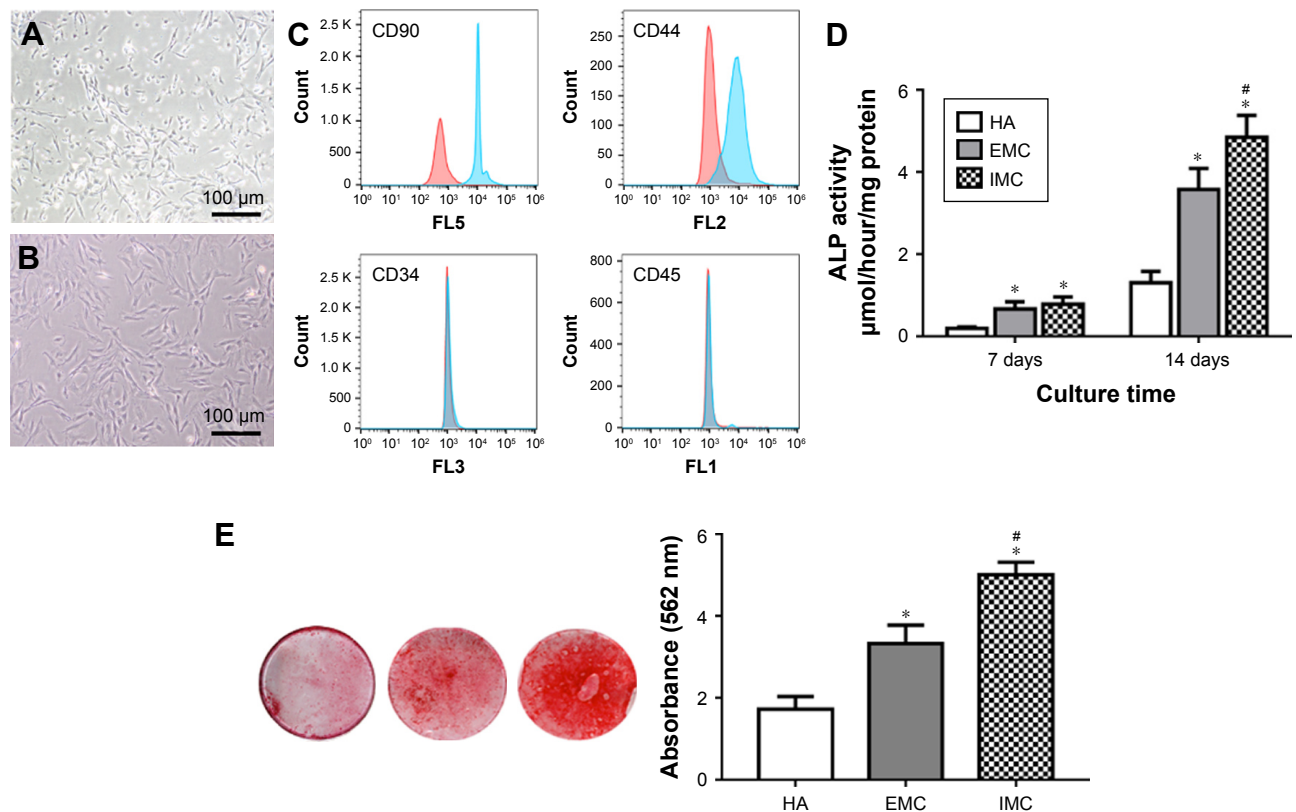 A
100 µm
B
100 µm
C
CD90
Count
2.5 K
2.0 K
1.5 K
1.0 K
500
0
10⁰ 10¹ 10² 10³ 10⁴ 10⁵ 10⁶
FL5
CD44
Count
250
200
150
100
50
0
10⁰ 10¹ 10² 10³ 10⁴ 10⁵ 10⁶
FL2
CD34
Count
2.5 K
2.0 K
1.5 K
1.0 K
500
0
10⁰ 10¹ 10² 10³ 10⁴ 10⁵ 10⁶
FL3
CD45
Count
800
600
400
200
0
10⁰ 10¹ 10² 10³ 10⁴ 10⁵ 10⁶
FL1
D
ALP activity
µmol/hour/mg protein
6
4
2
0
HA
EMC
IMC
* *
*
#
*
7 days 14 days
Culture time
E
Absorbance (562 nm)
6
4
2
0
*
#
*
HA EMC IMC